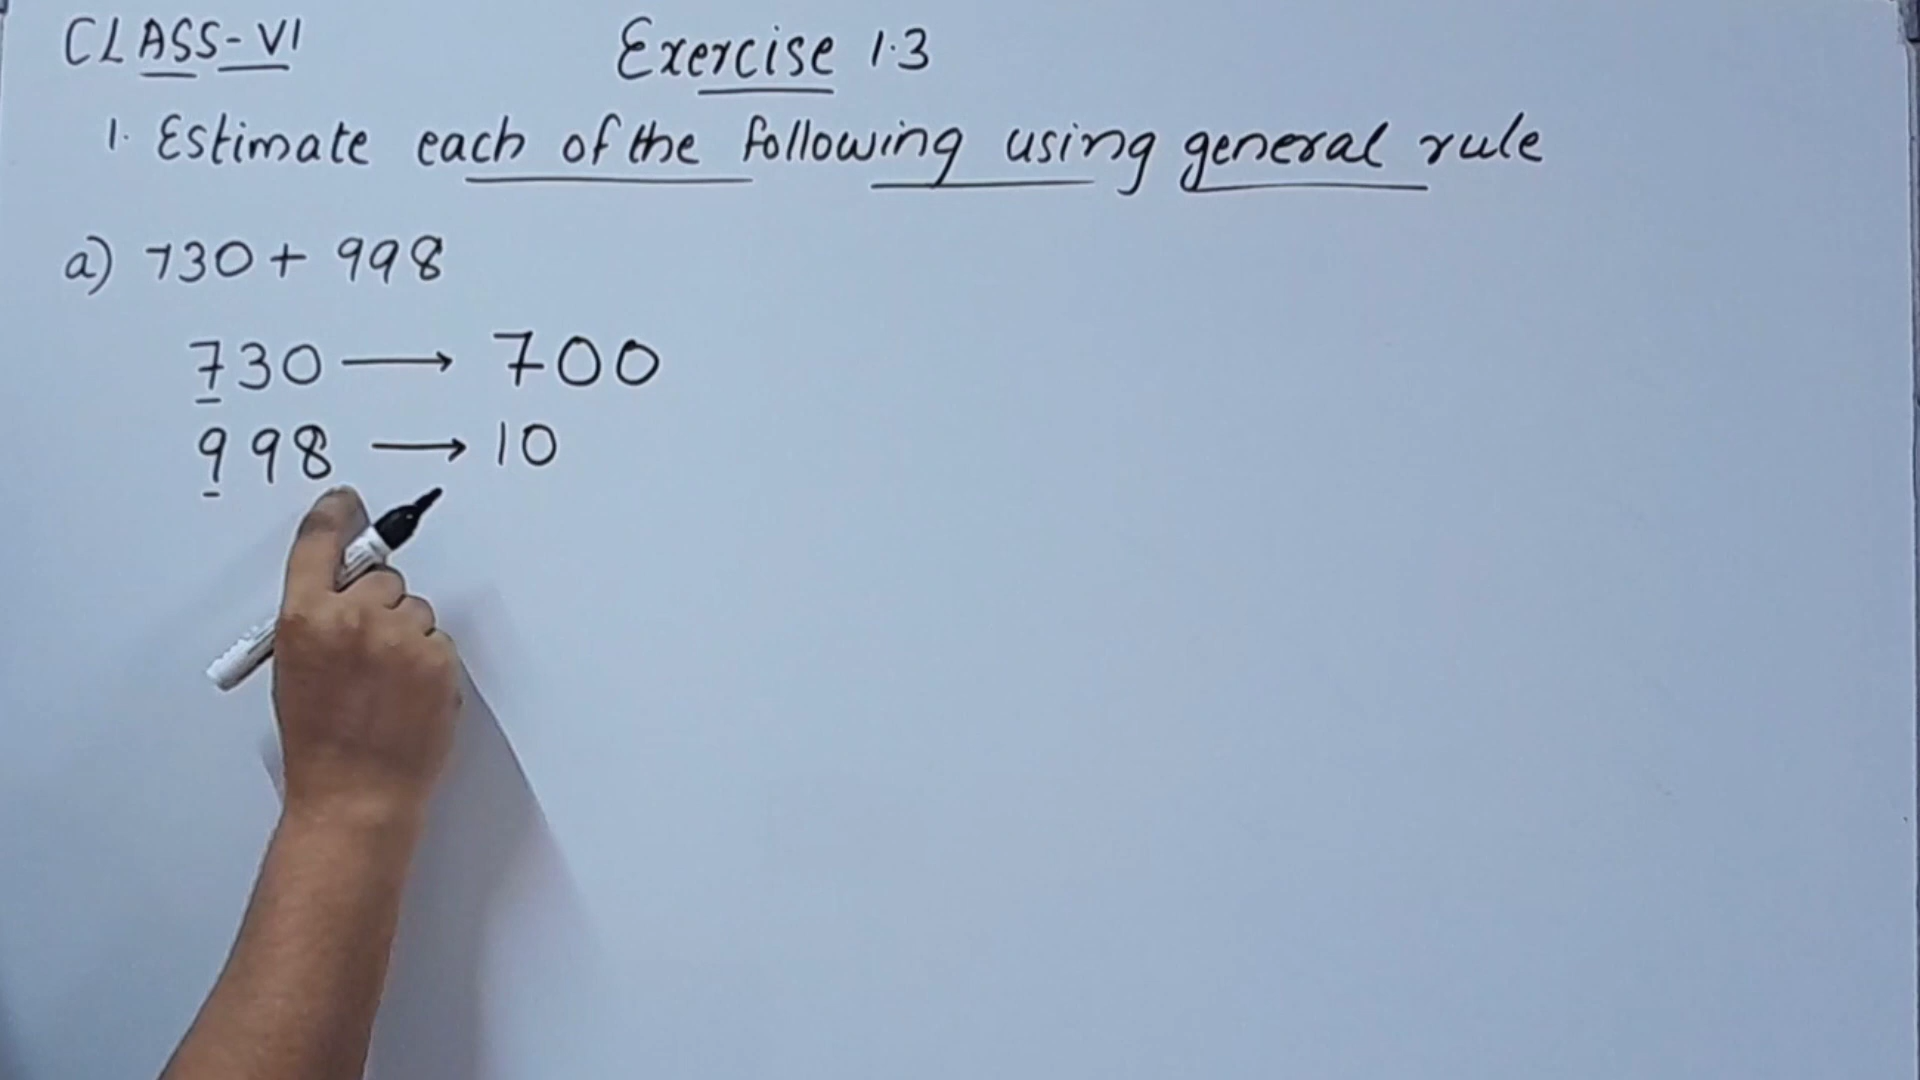 CLASS-VI
Exercise 1.3
1. Estimate each of the following using general rule
a) 730 + 998
730 → 700
998 → 10